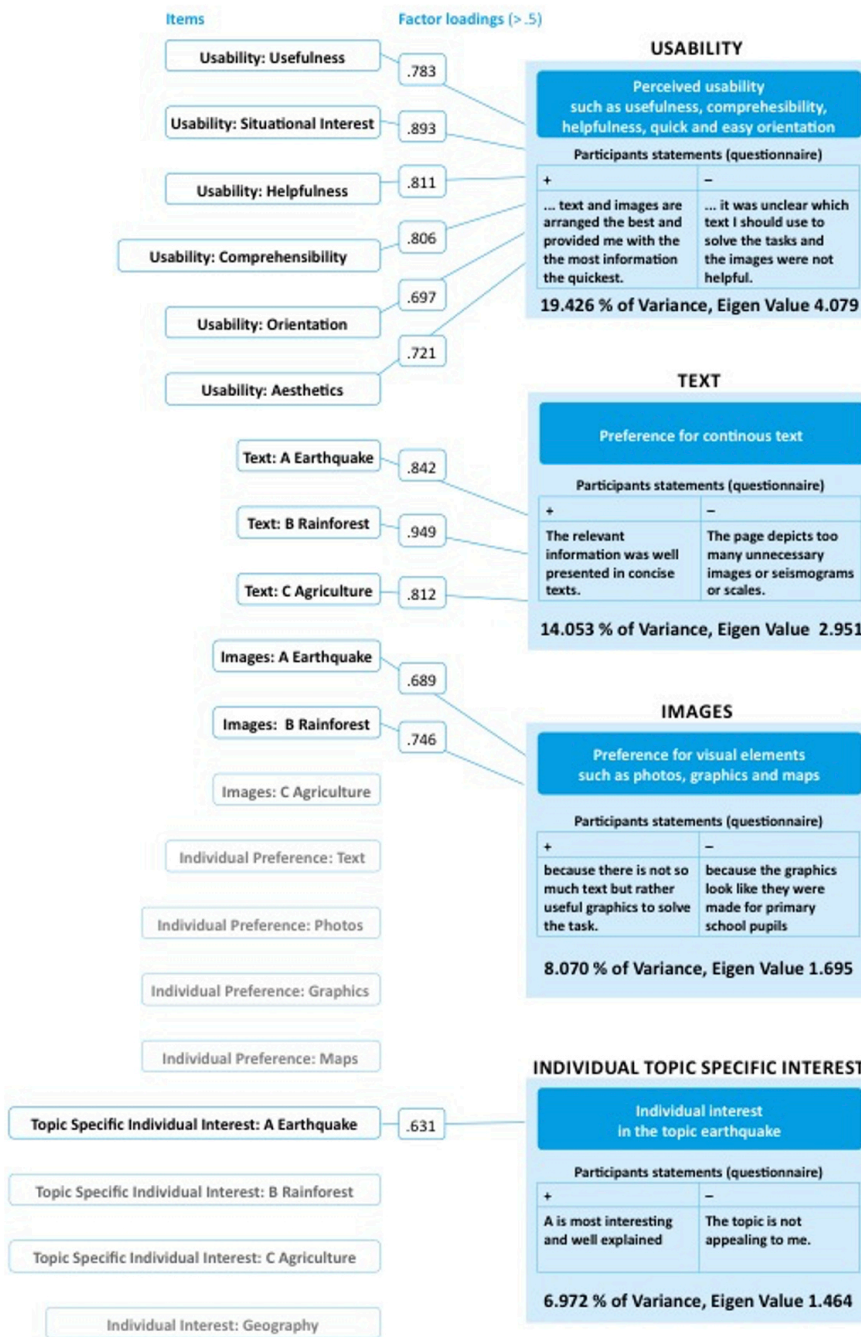 Items
Factor loadings (>.5)
Usability: Usefulness
.783
Usability: Situational Interest
.893
Usability: Helpfulness
.811
Usability: Comprehensibility
.806
Usability: Orientation
.697
Usability: Aesthetics
.721
USABILITY
Perceived usability
such as usefulness, comprehesibility,
helpfulness, quick and easy orientation
Participants statements (questionnaire)
+
... text and images are
arranged the best and
provided me with the
the most information
the quickest.
–
... it was unclear which
text I should use to
solve the tasks and
the images were not
helpful.
19.426 % of Variance, Eigen Value 4.079
Text: A Earthquake
.842
Text: B Rainforest
.949
Text: C Agriculture
.812
TEXT
Preference for continous text
Participants statements (questionnaire)
+
The relevant
information was well
presented in concise
texts.
–
The page depicts too
many unnecessary
images or seismograms
or scales.
14.053 % of Variance, Eigen Value 2.951
Images: A Earthquake
.689
Images: B Rainforest
.746
Images: C Agriculture
Individual Preference: Text
Individual Preference: Photos
Individual Preference: Graphics
Individual Preference: Maps
IMAGES
Preference for visual elements
such as photos, graphics and maps
Participants statements (questionnaire)
+
because there is not so
much text but rather
useful graphics to solve
the task.
–
because the graphics
look like they were
made for primary
school pupils
8.070 % of Variance, Eigen Value 1.695
Topic Specific Individual Interest: A Earthquake
.631
Topic Specific Individual Interest: B Rainforest
Topic Specific Individual Interest: C Agriculture
Individual Interest: Geography
INDIVIDUAL TOPIC SPECIFIC INTEREST
Individual interest
in the topic earthquake
Participants statements (questionnaire)
+
A is most interesting
and well explained
–
The topic is not
appealing to me.
6.972 % of Variance, Eigen Value 1.464